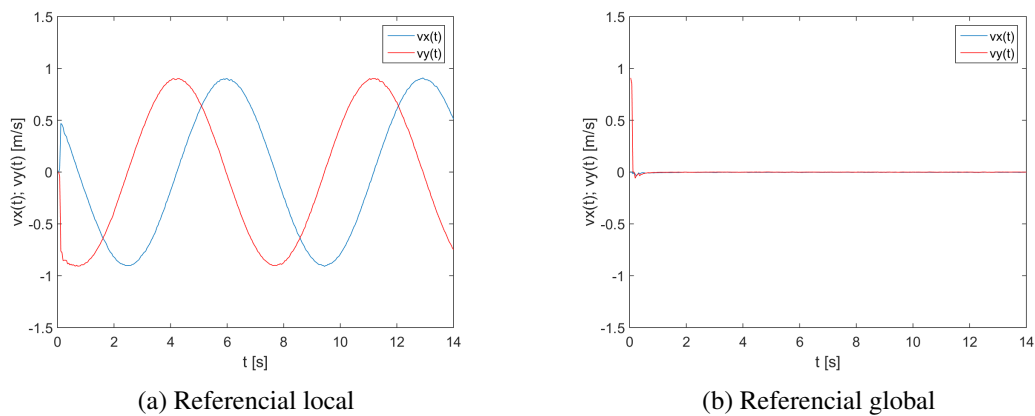 1.5
1
0.5
0
-0.5
-1
-1.5
vx(t); vy(t) [m/s]
vx(t)
vy(t)
0 2 4 6 8 10 12 14
t [s]
(a) Referencial local
1.5
1
0.5
0
-0.5
-1
-1.5
vx(t); vy(t) [m/s]
vx(t)
vy(t)
0 2 4 6 8 10 12 14
t [s]
(b) Referencial global